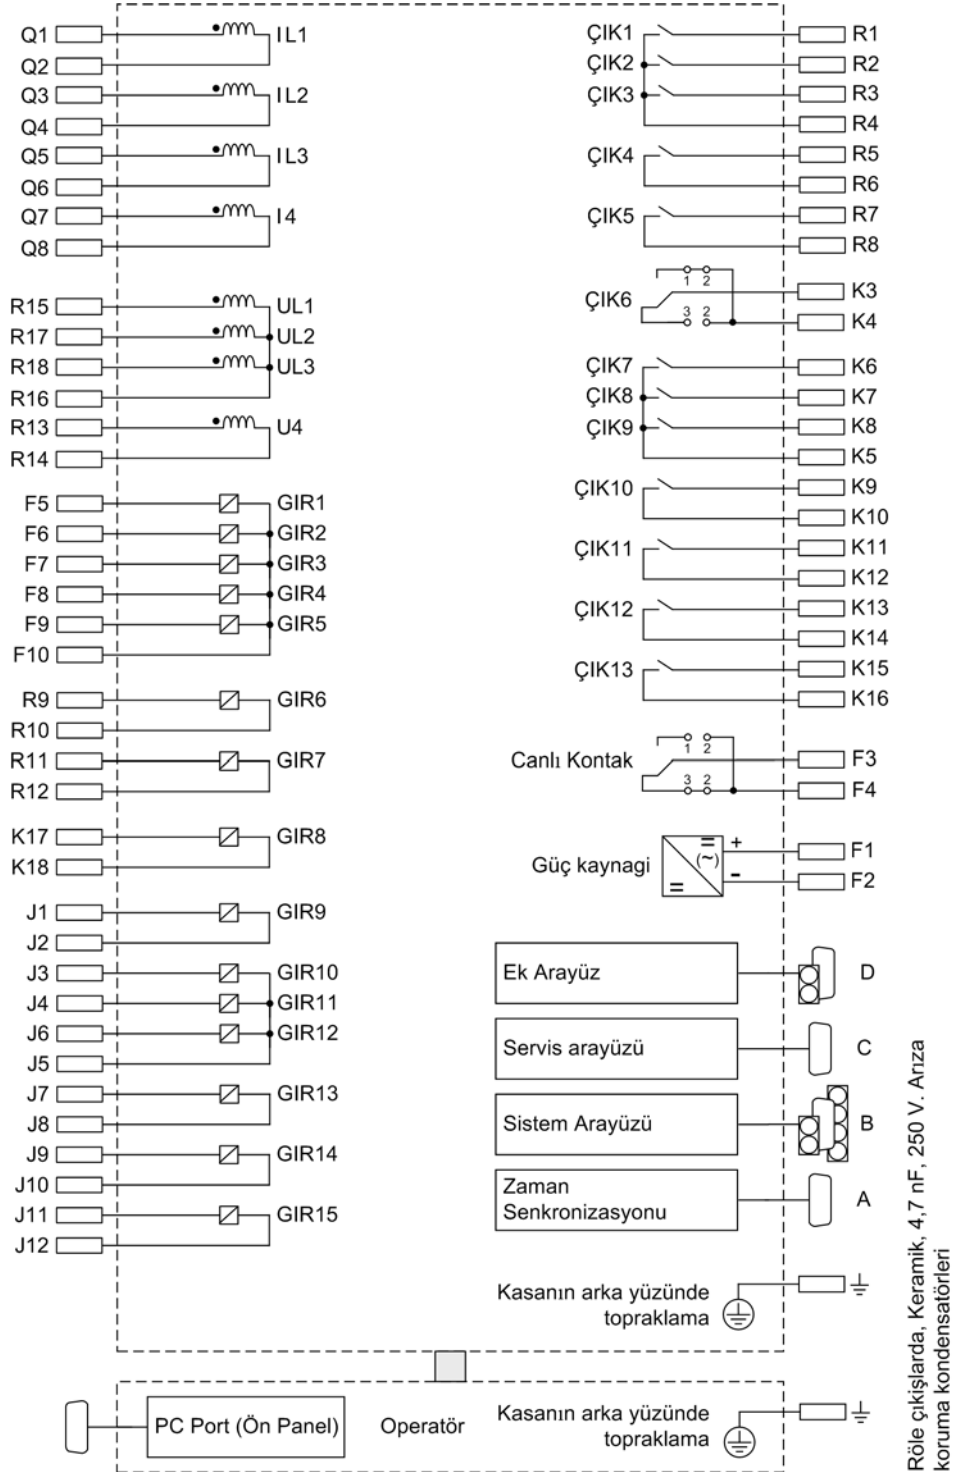 Q1 IL1
Q2
Q3 IL2
Q4
Q5 IL3
Q6
Q7 I4
Q8
R15 UL1
R17 UL2
R18 UL3
R16
R13 U4
R14
F5 GIR1
F6 GIR2
F7 GIR3
F8 GIR4
F9 GIR5
F10
R9 GIR6
R10
R11 GIR7
R12
K17 GIR8
K18
J1 GIR9
J2
J3 GIR10
J4 GIR11
J6 GIR12
J5
J7 GIR13
J8
J9 GIR14
J10
J11 GIR15
J12
ÇIK1 R1
ÇIK2 R2
ÇIK3 R3
R4
ÇIK4 R5
R6
ÇIK5 R7
R8
1 2
ÇIK6 K3
3 2
K4
ÇIK7 K6
ÇIK8 K7
ÇIK9 K8
K5
ÇIK10 K9
K10
ÇIK11 K11
K12
ÇIK12 K13
K14
ÇIK13 K15
K16
1 2
Canlı Kontak F3
3 2
F4
Güç kaynagi = (~) = + F1
- F2
Ek Arayüz D
Servis arayüzü C
Sistem Arayüzü B
Zaman
Senkronizasyonu A
Kasanın arka yüzünde
topraklama
PC Port (Ön Panel) Operatör
Kasanın arka yüzünde
topraklama
Röle çıkişlarda, Keramik, 4,7 nF, 250 V. Arıza
koruma kondensatörleri